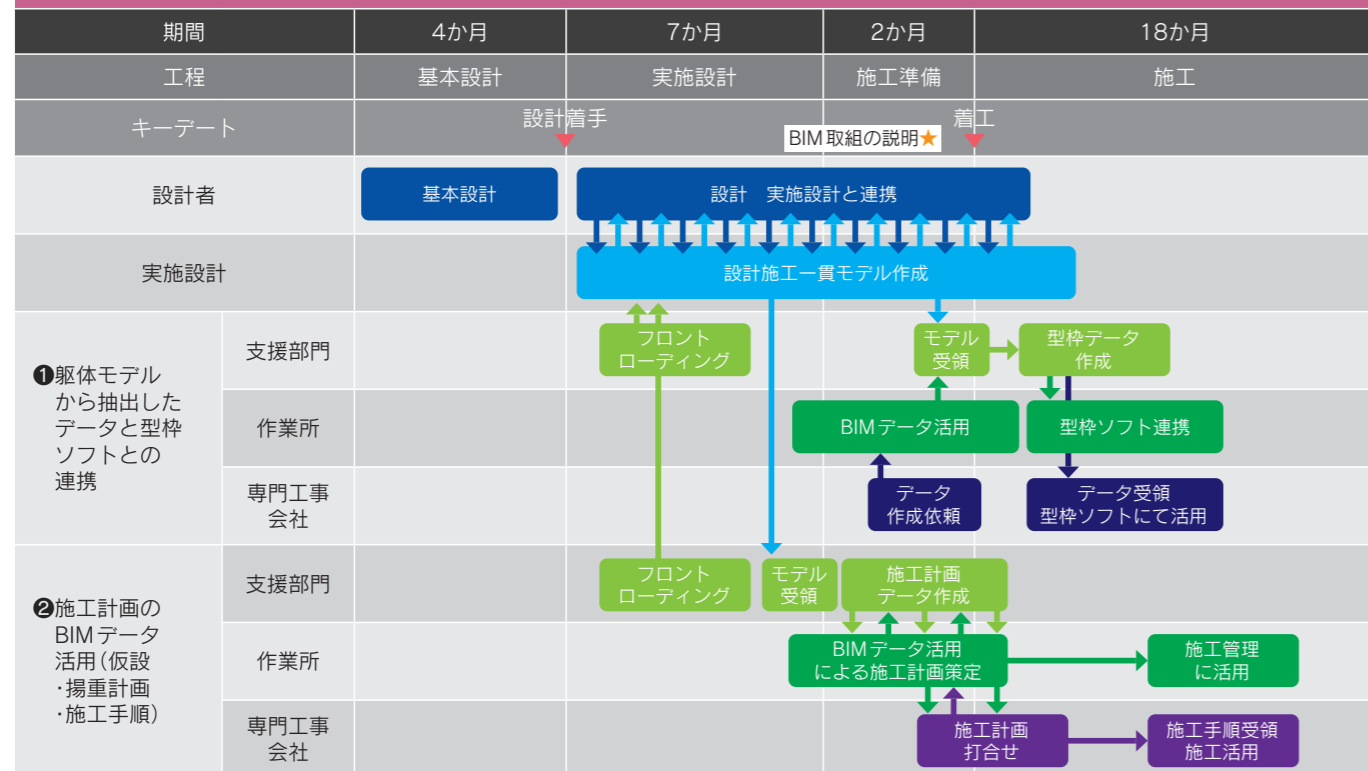 期間 4か月 7か月 2か月 18か月
工程 基本設計 実施設計 施工準備 施工
キーデート
設計着手
BIM取組の説明★
着工
設計者
基本設計
設計　実施設計と連携
実施設計
設計施工一貫モデル作成
❶躯体モデル
から抽出した
データと型枠
ソフトとの
連携
支援部門
フロント
ローディング
モデル
受領
型枠データ
作成
作業所
BIMデータ活用
型枠ソフト連携
専門工事
会社
データ
作成依頼
データ受領
型枠ソフトにて活用
❷施工計画の
BIMデータ
活用（仮設
・揚重計画
・施工手順）
支援部門
フロント
ローディング
モデル
受領
施工計画
データ作成
作業所
BIMデータ活用
による施工計画策定
施工管理
に活用
専門工事
会社
施工計画
打合せ
施工手順受領
施工活用